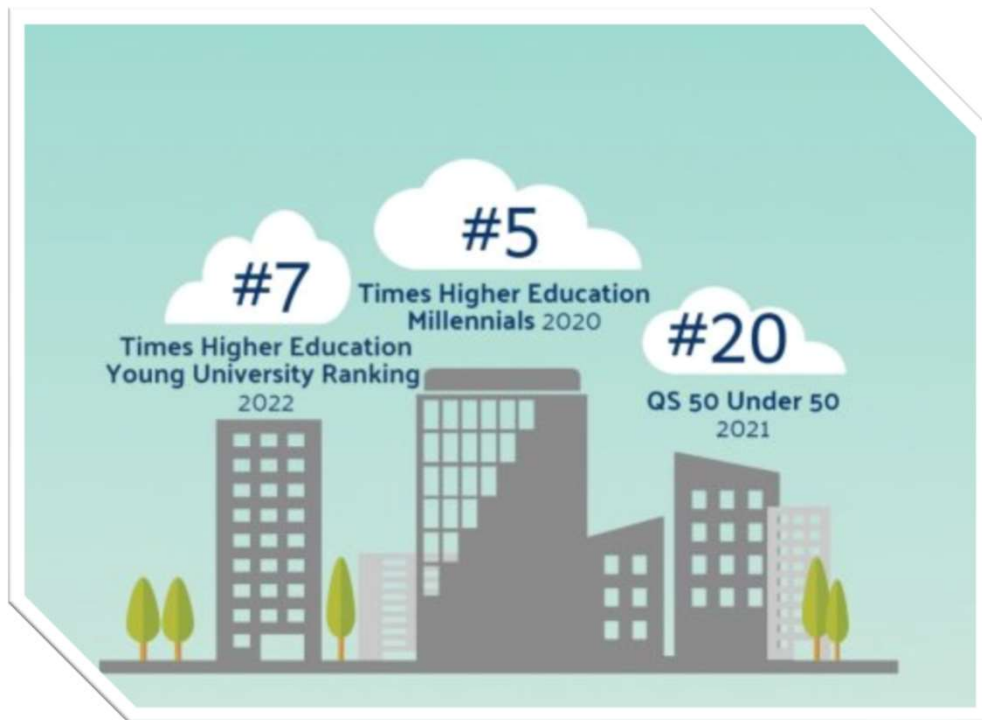 #7
Times Higher Education
Young University Ranking
2022
#5
Times Higher Education
Millennials 2020
#20
QS 50 Under 50
2021